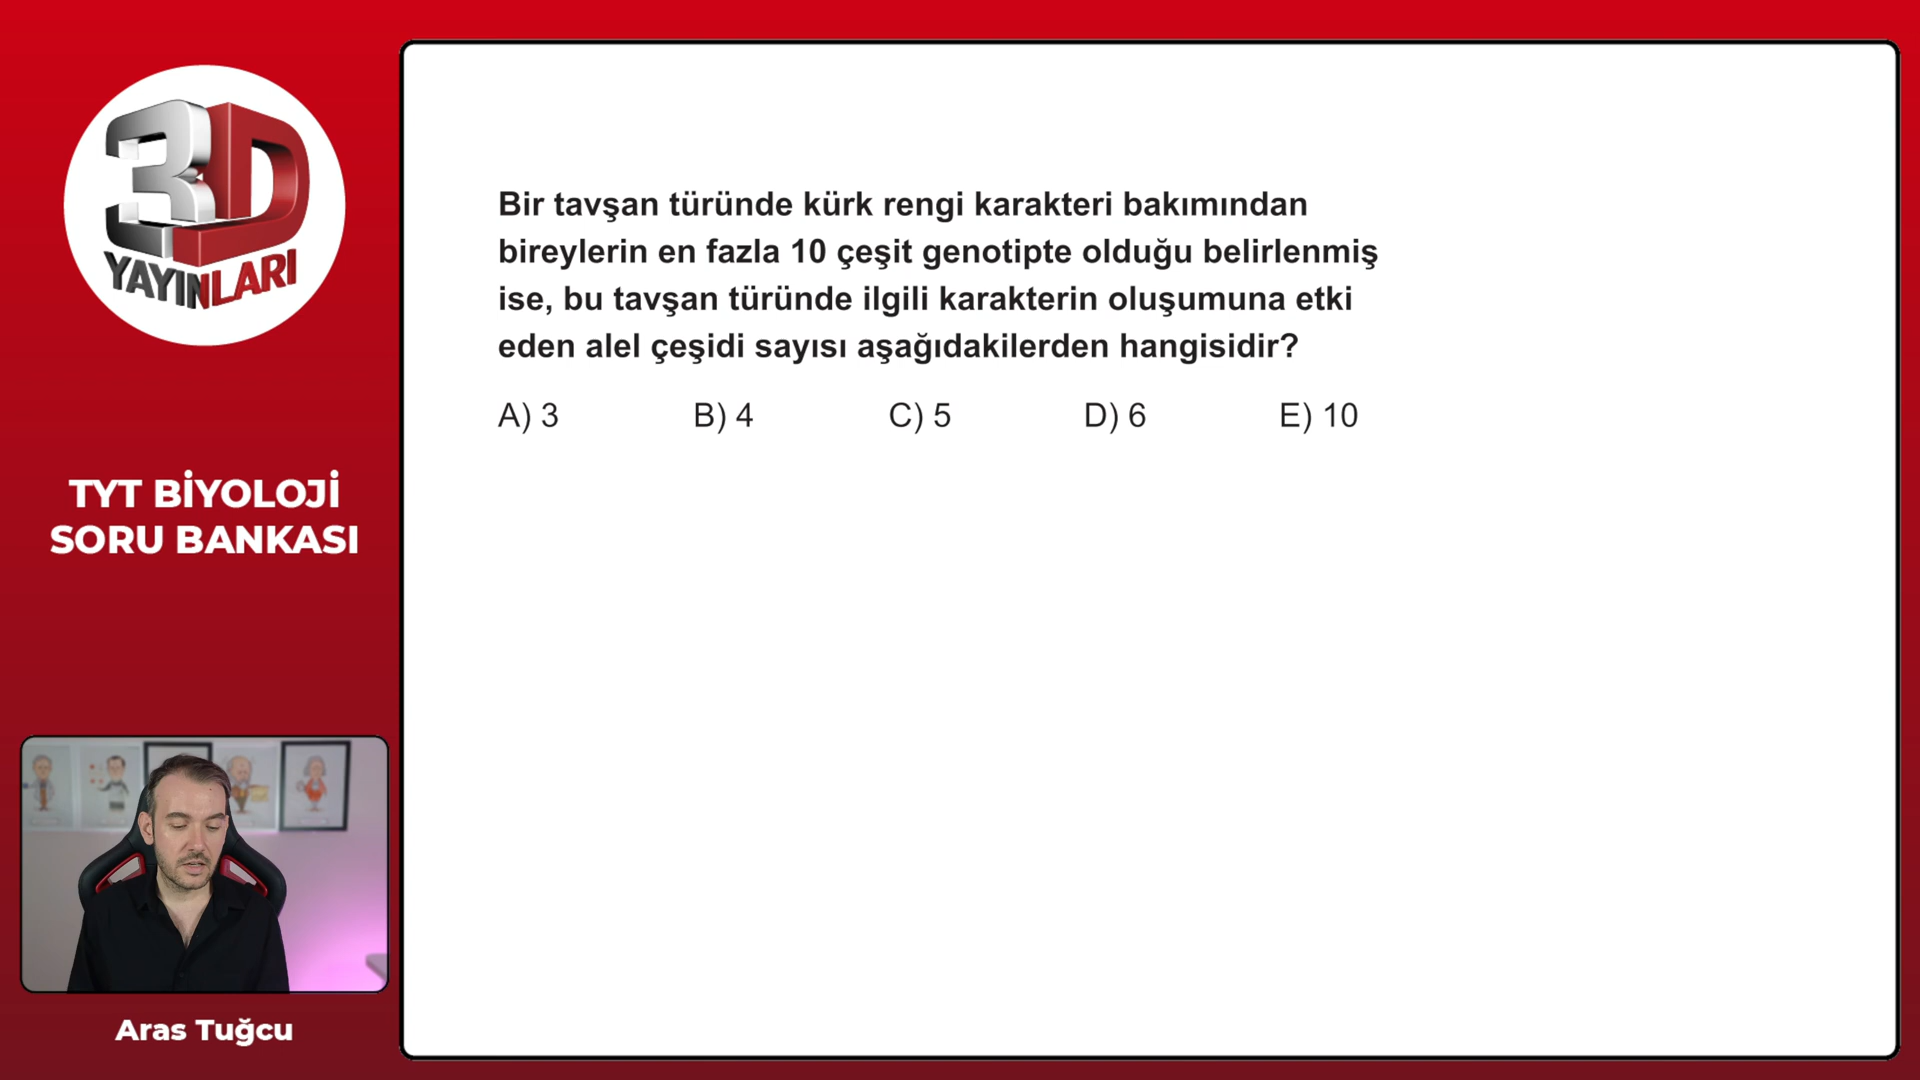 3D
YAYINLARI
TYT BİYOLOJİ
SORU BANKASI
Aras Tuğcu
Bir tavşan türünde kürk rengi karakteri bakımından
bireylerin en fazla 10 çeşit genotipte olduğu belirlenmiş
ise, bu tavşan türünde ilgili karakterin oluşumuna etki
eden alel çeşidi sayısı aşağıdakilerden hangisidir?
A) 3 B) 4 C) 5 D) 6 E) 10